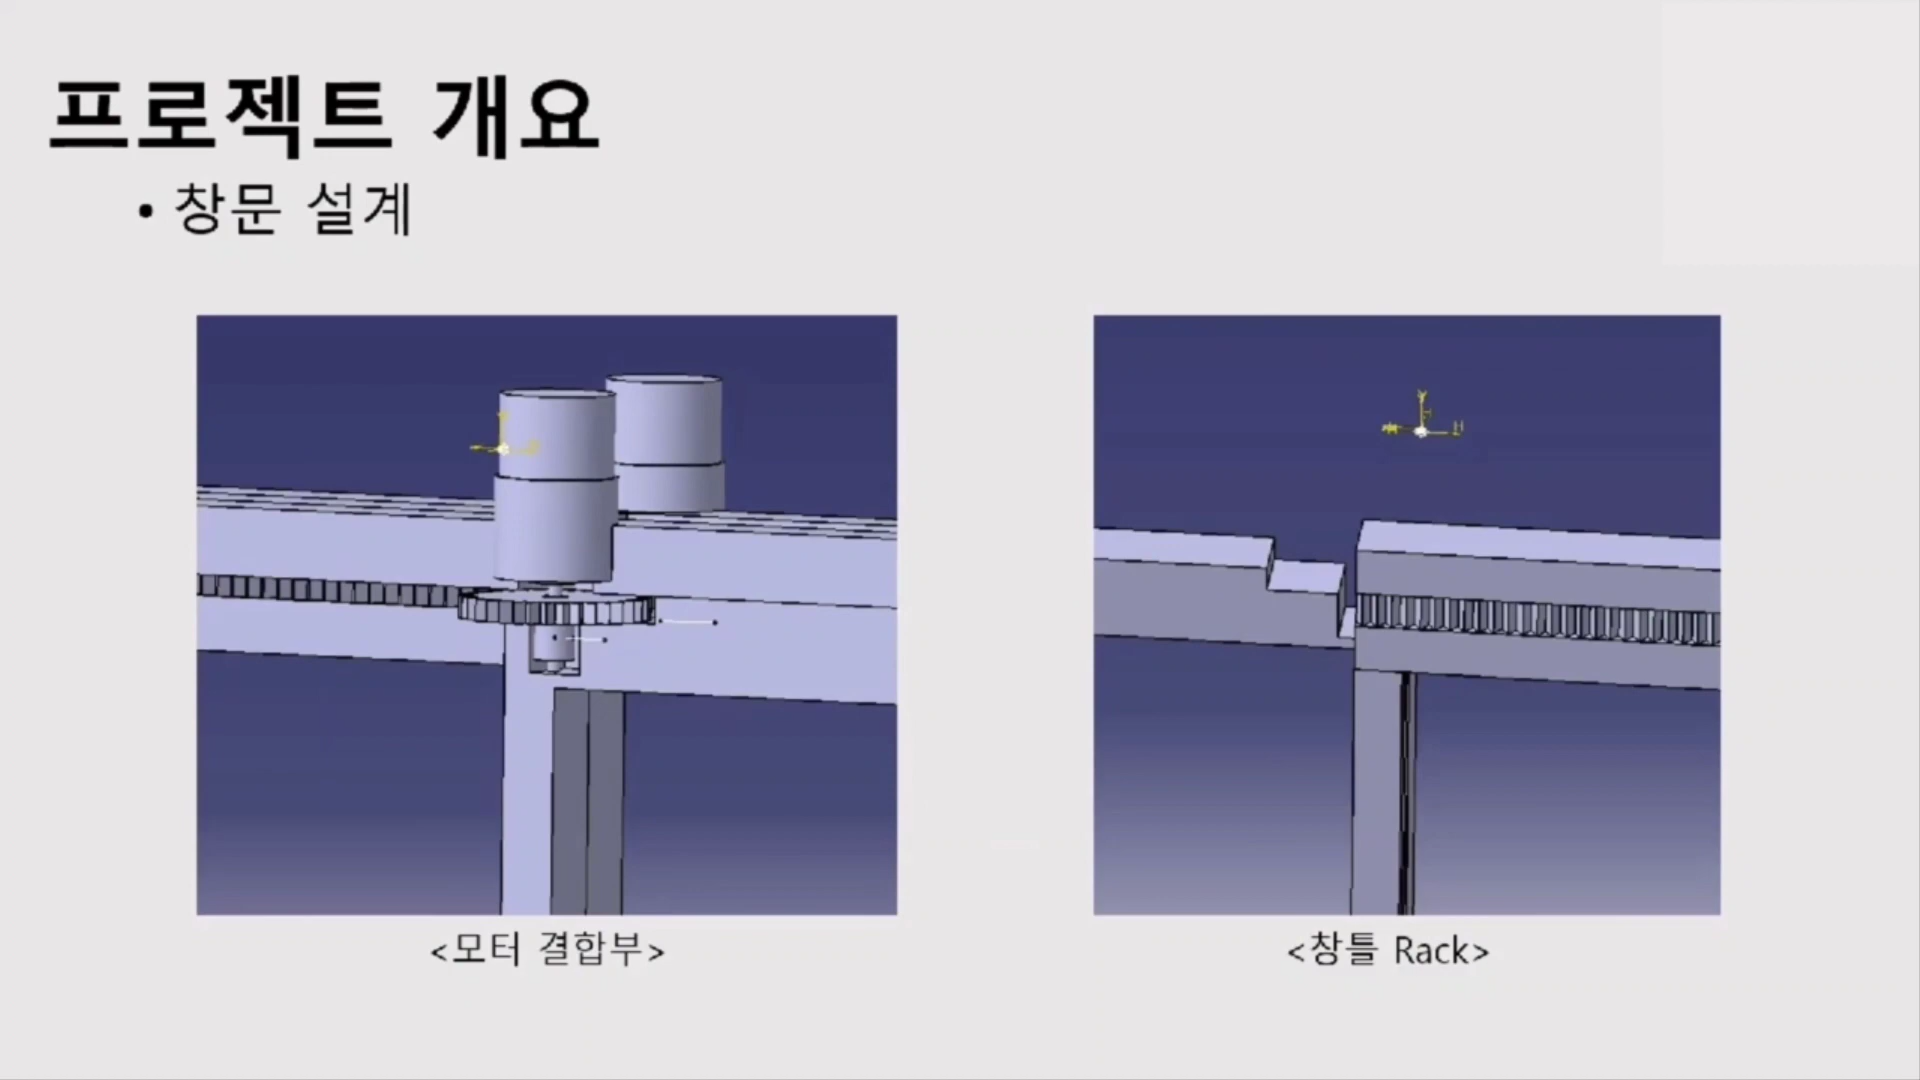 프로젝트 개요
• 창문 설계
<모터 결합부>
<창틀 Rack>